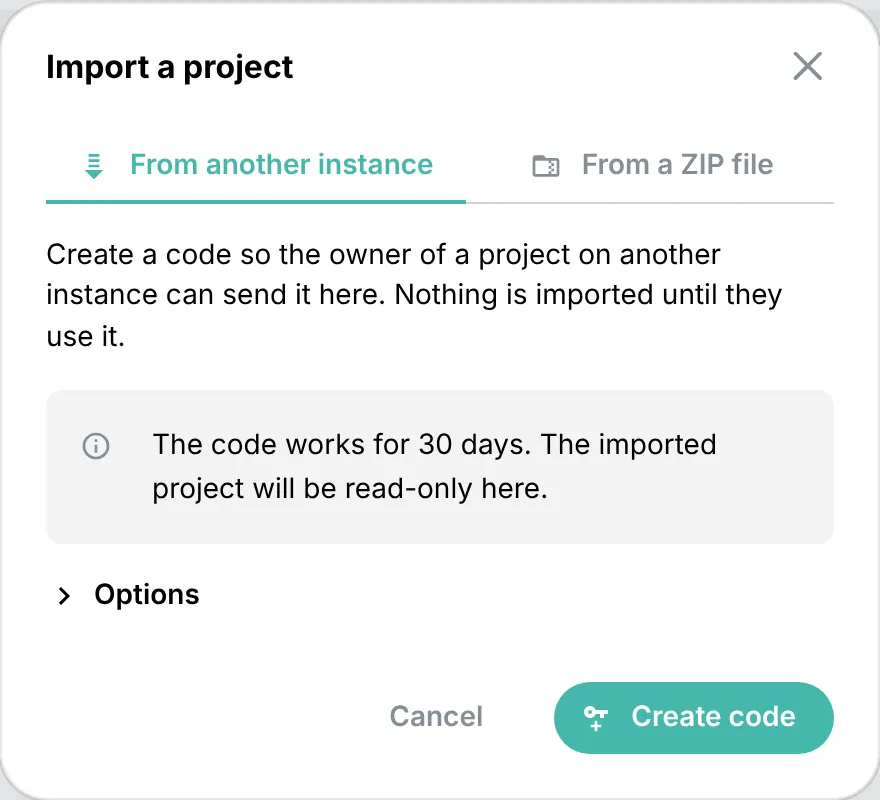 Import a project
From another instance
From a ZIP file
Create a code so the owner of a project on another
instance can send it here. Nothing is imported until they
use it.
The code works for 30 days. The imported
project will be read-only here.
Options
Cancel
Create code